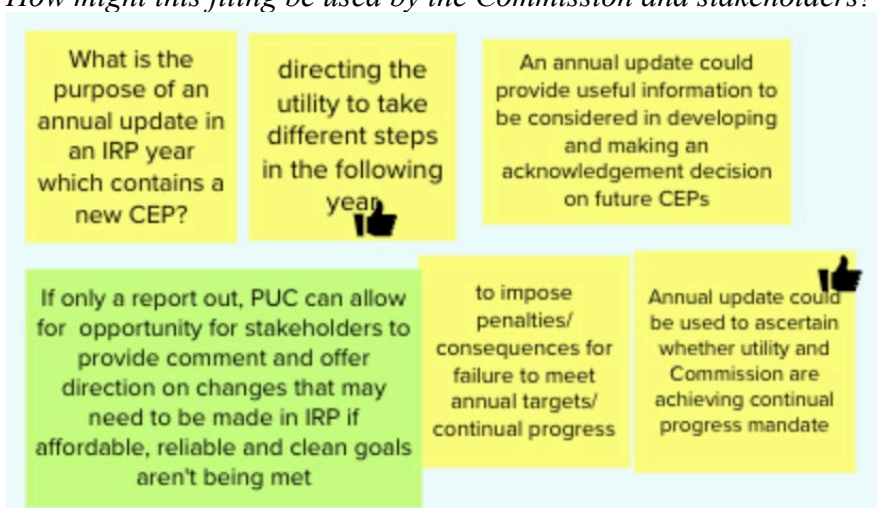 How might this filing be used by the Commission and stakeholders?
What is the
purpose of an
annual update in
an IRP year
which contains a
new CEP?
directing the
utility to take
different steps
in the following
year
An annual update could
provide useful information to
be considered in developing
and making an
acknowledgement decision
on future CEPs
If only a report out, PUC can allow
for opportunity for stakeholders to
provide comment and offer
direction on changes that may
need to be made in IRP if
affordable, reliable and clean goals
aren't being met
to impose
penalties/
consequences for
failure to meet
annual targets/
continual progress
Annual update could
be used to ascertain
whether utility and
Commission are
achieving continual
progress mandate